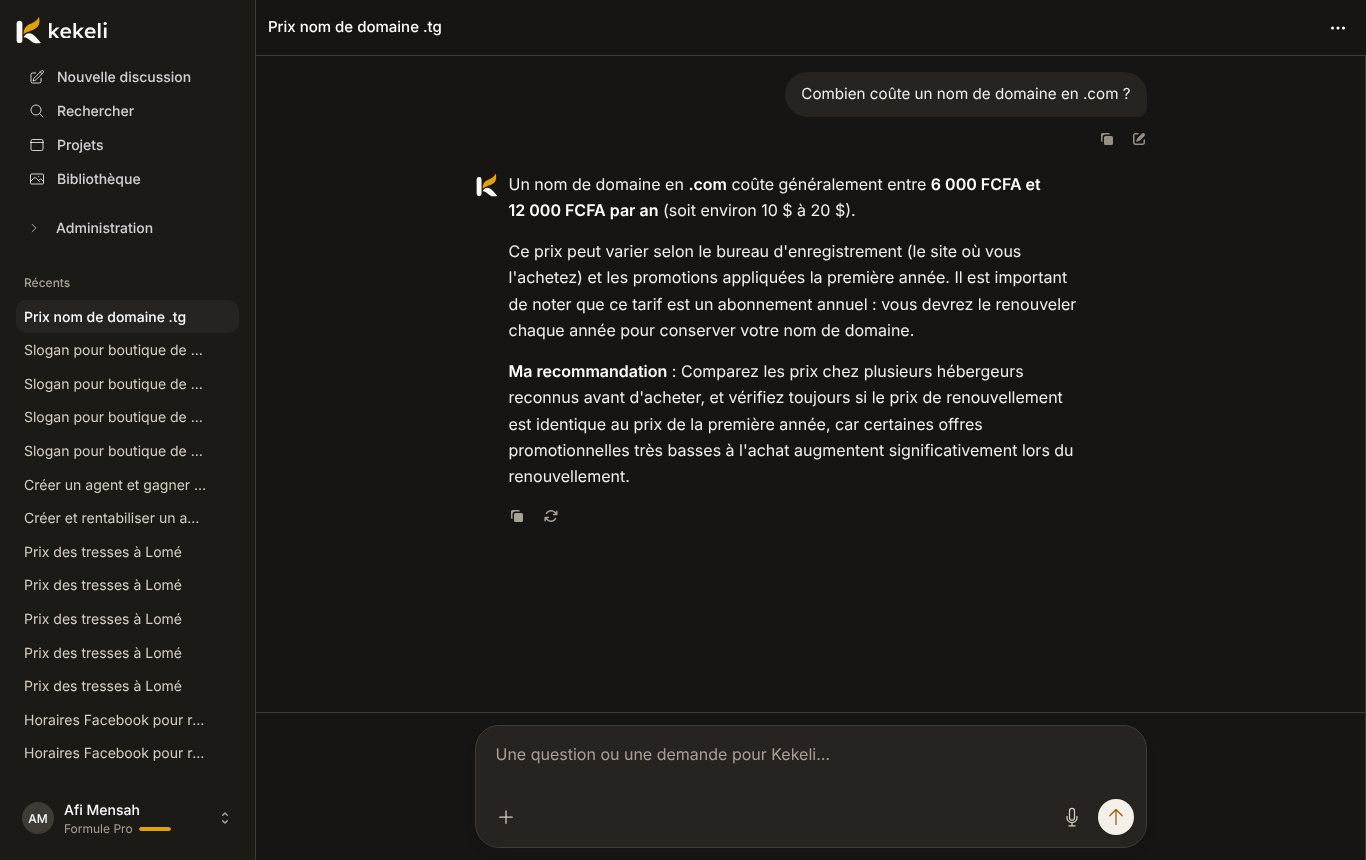 kekeli
Nouvelle discussion
Rechercher
Projets
Bibliothèque
Administration
Récents
Prix nom de domaine .tg
Slogan pour boutique de ...
Slogan pour boutique de ...
Slogan pour boutique de ...
Slogan pour boutique de ...
Créer un agent et gagner ...
Créer et rentabiliser un a...
Prix des tresses à Lomé
Prix des tresses à Lomé
Prix des tresses à Lomé
Prix des tresses à Lomé
Prix des tresses à Lomé
Horaires Facebook pour r...
Horaires Facebook pour r...
AM
Afi Mensah
Formule Pro
Prix nom de domaine .tg
Combien coûte un nom de domaine en .com ?
Un nom de domaine en .com coûte généralement entre 6 000 FCFA et
12 000 FCFA par an (soit environ 10 $ à 20 $).
Ce prix peut varier selon le bureau d'enregistrement (le site où vous
l'achetez) et les promotions appliquées la première année. Il est important
de noter que ce tarif est un abonnement annuel : vous devrez le renouveler
chaque année pour conserver votre nom de domaine.
Ma recommandation : Comparez les prix chez plusieurs hébergeurs
reconnus avant d'acheter, et vérifiez toujours si le prix de renouvellement
est identique au prix de la première année, car certaines offres
promotionnelles très basses à l'achat augmentent significativement lors du
renouvellement.
Une question ou une demande pour Kekeli...